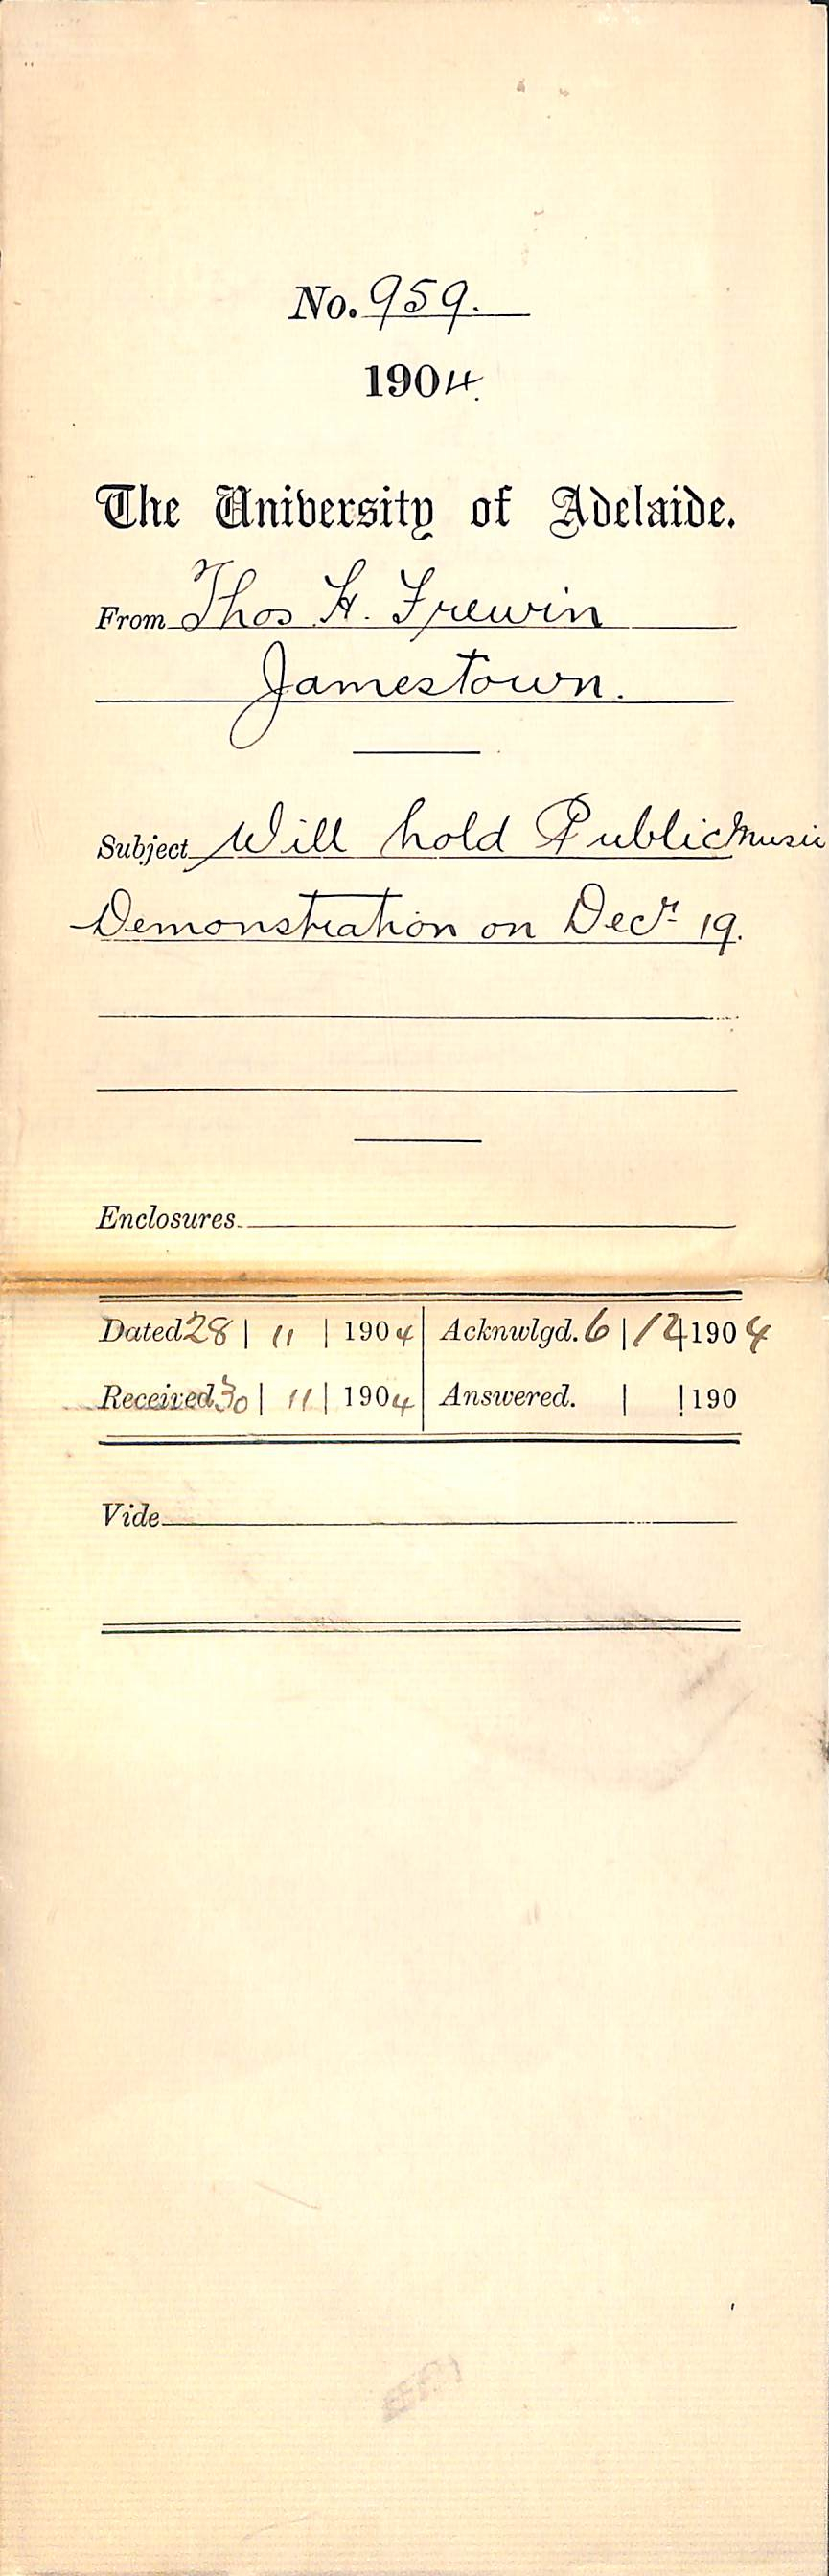 No. 959.
1904.
The University of Adelaide.
From Thos H. Frewin
Jamestown.
Subject Will hold Public Music
Demonstration on Decr 19.
Enclosures
Dated 28 | 11 | 1904 | Acknwlgd. 6 | 12 | 1904
Received 30 | 11 | 1904 | Answered. | | 190
Vide